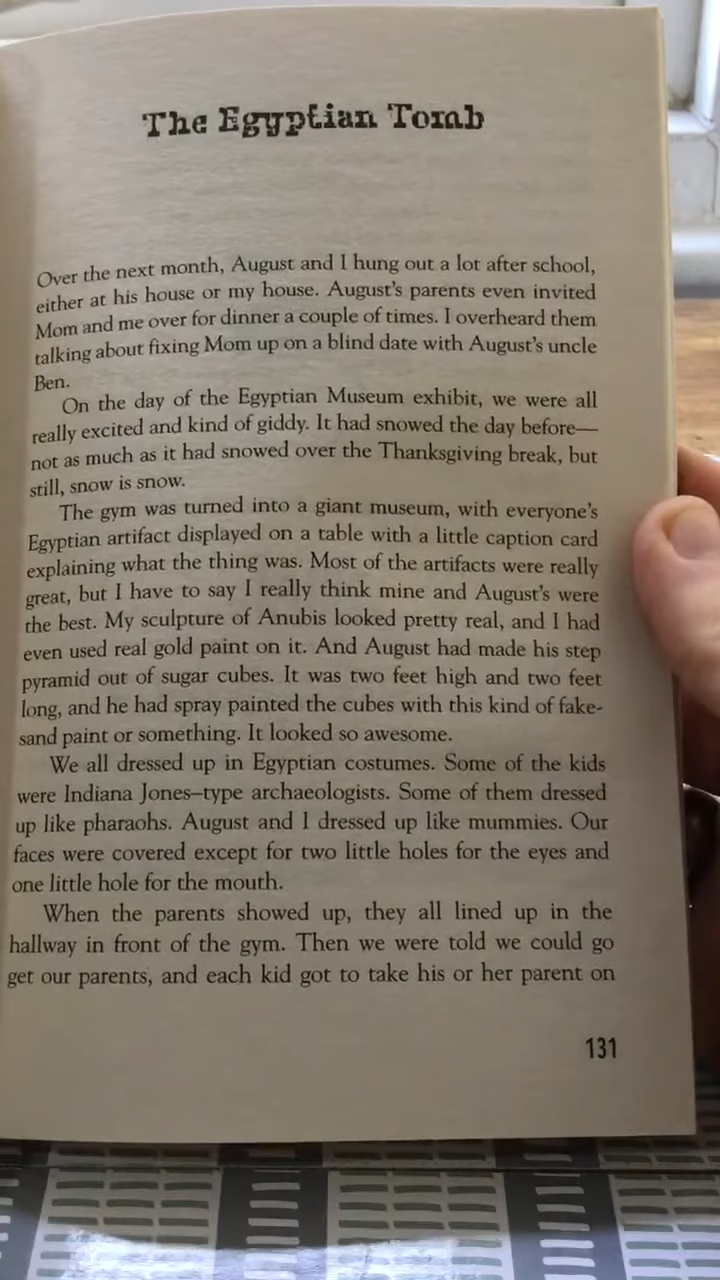 The Egyptian Tomb
Over the next month, August and I hung out a lot after school,
either at his house or my house. August's parents even invited
Mom and me over for dinner a couple of times. I overheard them
talking about fixing Mom up on a blind date with August's uncle
Ben.
On the day of the Egyptian Museum exhibit, we were all
really excited and kind of giddy. It had snowed the day before—
not as much as it had snowed over the Thanksgiving break, but
still, snow is snow.
The gym was turned into a giant museum, with everyone's
Egyptian artifact displayed on a table with a little caption card
explaining what the thing was. Most of the artifacts were really
great, but I have to say I really think mine and August's were
the best. My sculpture of Anubis looked pretty real, and I had
even used real gold paint on it. And August had made his step
pyramid out of sugar cubes. It was two feet high and two feet
long, and he had spray painted the cubes with this kind of fake-
sand paint or something. It looked so awesome.
We all dressed up in Egyptian costumes. Some of the kids
were Indiana Jones–type archaeologists. Some of them dressed
up like pharaohs. August and I dressed up like mummies. Our
faces were covered except for two little holes for the eyes and
one little hole for the mouth.
When the parents showed up, they all lined up in the
hallway in front of the gym. Then we were told we could go
get our parents, and each kid got to take his or her parent on
131